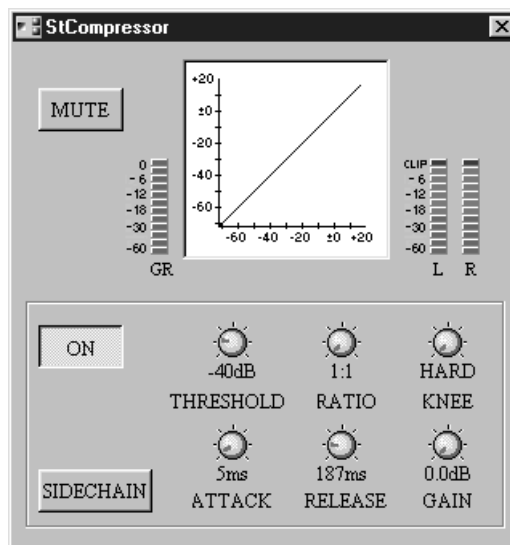 StCompressor
MUTE
+20
±0
-20
-40
-60
-60 -40 -20 ±0 +20
0
-6
-12
-18
-30
-60
GR
CLIP
-6
-12
-18
-30
-60
L R
ON
-40dB 1:1 HARD
THRESHOLD RATIO KNEE
5ms 187ms 0.0dB
SIDECHAIN ATTACK RELEASE GAIN